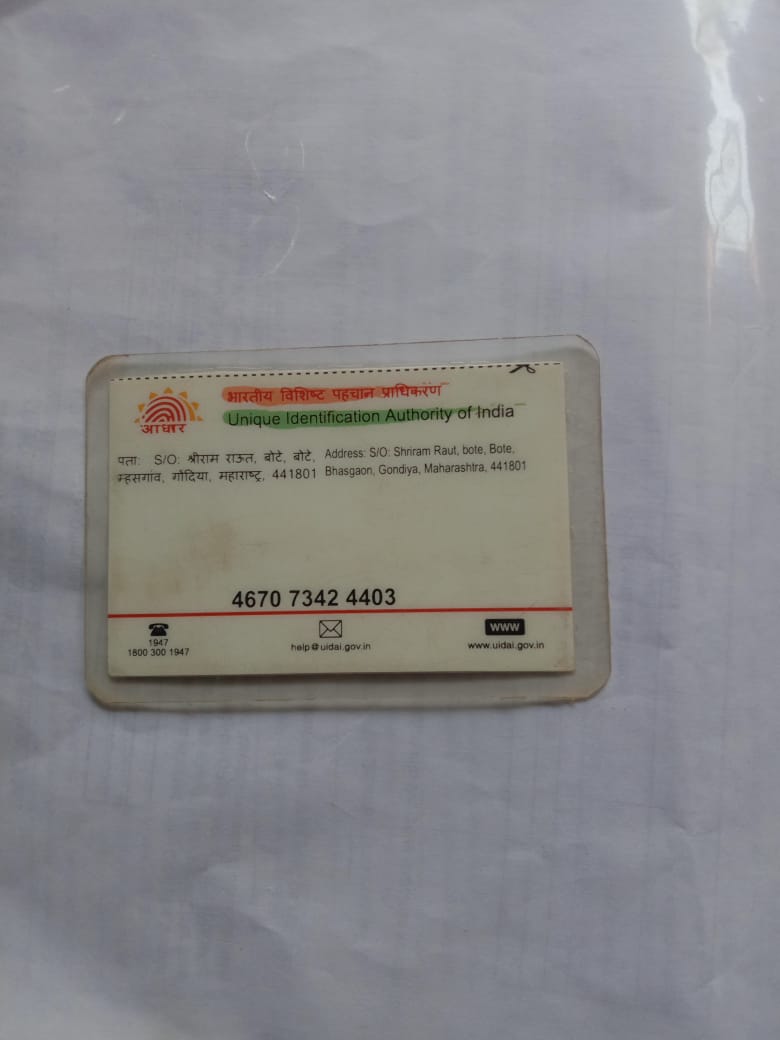 भारतीय विशिष्ट पहचान प्राधिकरण
Unique Identification Authority of India
आधार
पता: S/O: श्रीराम राऊत, बोटे, बोटे,
म्हसगांव, गोंदिया, महाराष्ट्र, 441801
Address: S/O: Shriram Raut, bote, Bote,
Bhasgaon, Gondiya, Maharashtra, 441801
4670 7342 4403
1947
1800 300 1947
help@uidai.gov.in
www
www.uidai.gov.in